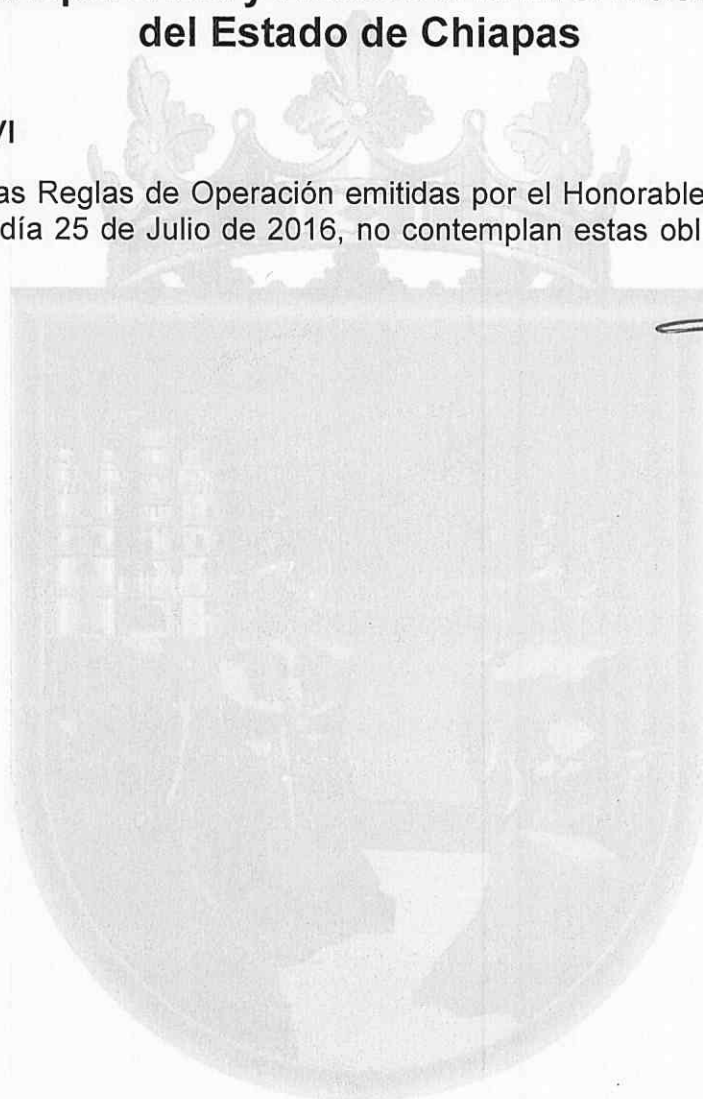 del Estado de Chiapas
VI
as Reglas de Operación emitidas por el Honorable
día 25 de Julio de 2016, no contemplan estas obl